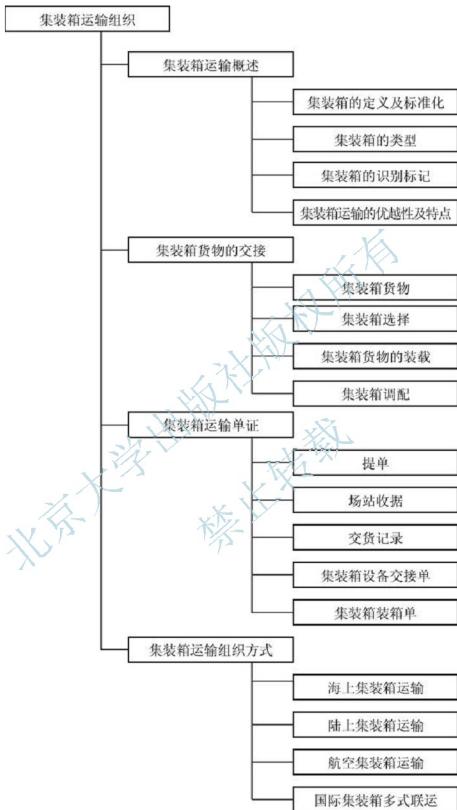 集装箱运输组织
集装箱运输概述
集装箱的定义及标准化
集装箱的类型
集装箱的识别标记
集装箱运输的优越性及特点
集装箱货物的交接
集装箱货物
集装箱选择
集装箱货物的装载
集装箱调配
集装箱运输单证
提单
场站收据
交货记录
集装箱设备交接单
集装箱装箱单
集装箱运输组织方式
海上集装箱运输
陆上集装箱运输
航空集装箱运输
国际集装箱多式联运
北京大学出版社版权所有
禁止转载